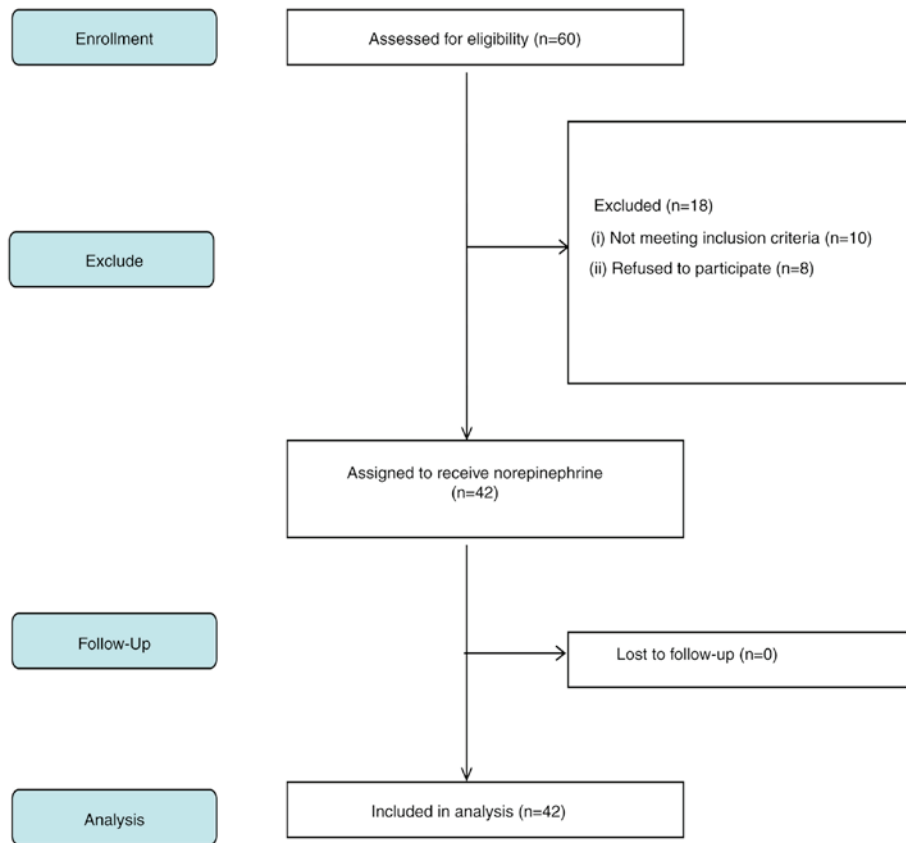 Enrollment
Assessed for eligibility (n=60)
Exclude
Excluded (n=18)
(i) Not meeting inclusion criteria (n=10)
(ii) Refused to participate (n=8)
Assigned to receive norepinephrine
(n=42)
Follow-Up
Lost to follow-up (n=0)
Analysis
Included in analysis (n=42)